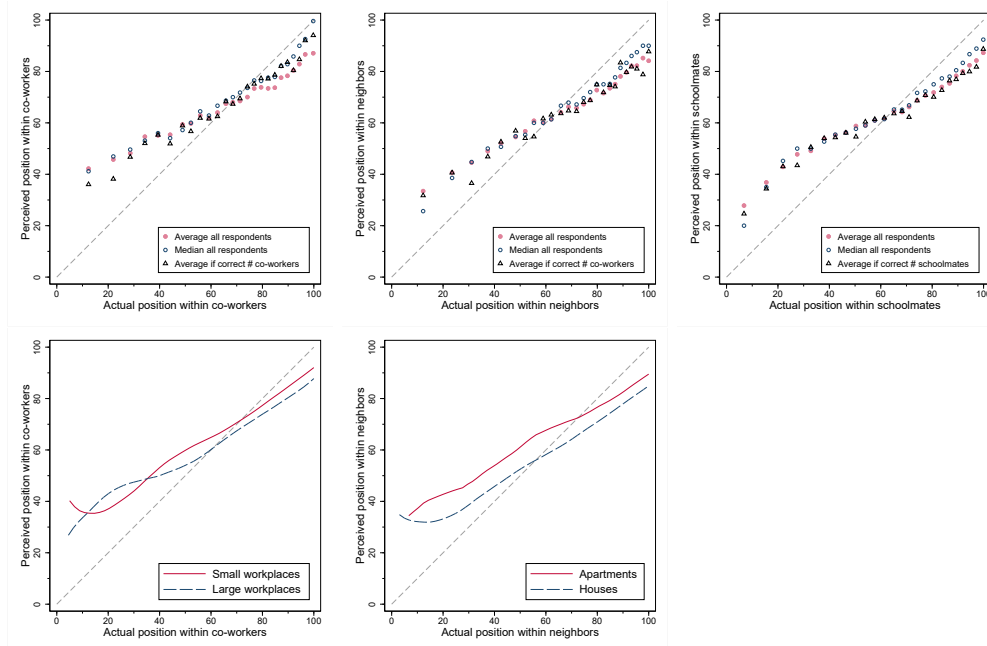 Perceived position within co-workers
100
80
60
40
20
0
Average all respondents
Median all respondents
Average if correct # co-workers
0 20 40 60 80 100
Actual position within co-workers
Perceived position within neighbors
100
80
60
40
20
0
Average all respondents
Median all respondents
Average if correct # co-workers
0 20 40 60 80 100
Actual position within neighbors
Perceived position within schoolmates
100
80
60
40
20
0
Average all respondents
Median all respondents
Average if correct # schoolmates
0 20 40 60 80 100
Actual position within schoolmates
Perceived position within co-workers
100
80
60
40
20
0
Small workplaces
Large workplaces
0 20 40 60 80 100
Actual position within co-workers
Perceived position within neighbors
100
80
60
40
20
0
Apartments
Houses
0 20 40 60 80 100
Actual position within neighbors